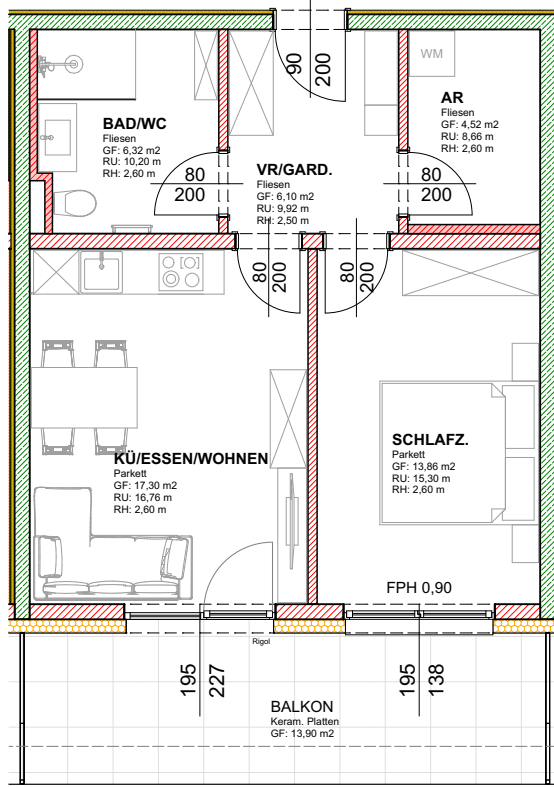 90
200
WM
BAD/WC
Fliesen
GF: 6,32 m2
RU: 10,20 m
RH: 2,60 m
AR
Fliesen
GF: 4,52 m2
RU: 8,66 m
RH: 2,60 m
VR/GARD.
Fliesen
GF: 6,10 m2
RU: 9,92 m
RH: 2,50 m
80
200
80
200
80
200
80
200
KÜ/ESSEN/WOHNEN
Parkett
GF: 17,30 m2
RU: 16,76 m
RH: 2,60 m
SCHLAFZ.
Parkett
GF: 13,86 m2
RU: 15,30 m
RH: 2,60 m
FPH 0,90
Rigol
195
227
195
138
BALKON
Keram. Platten
GF: 13,90 m2